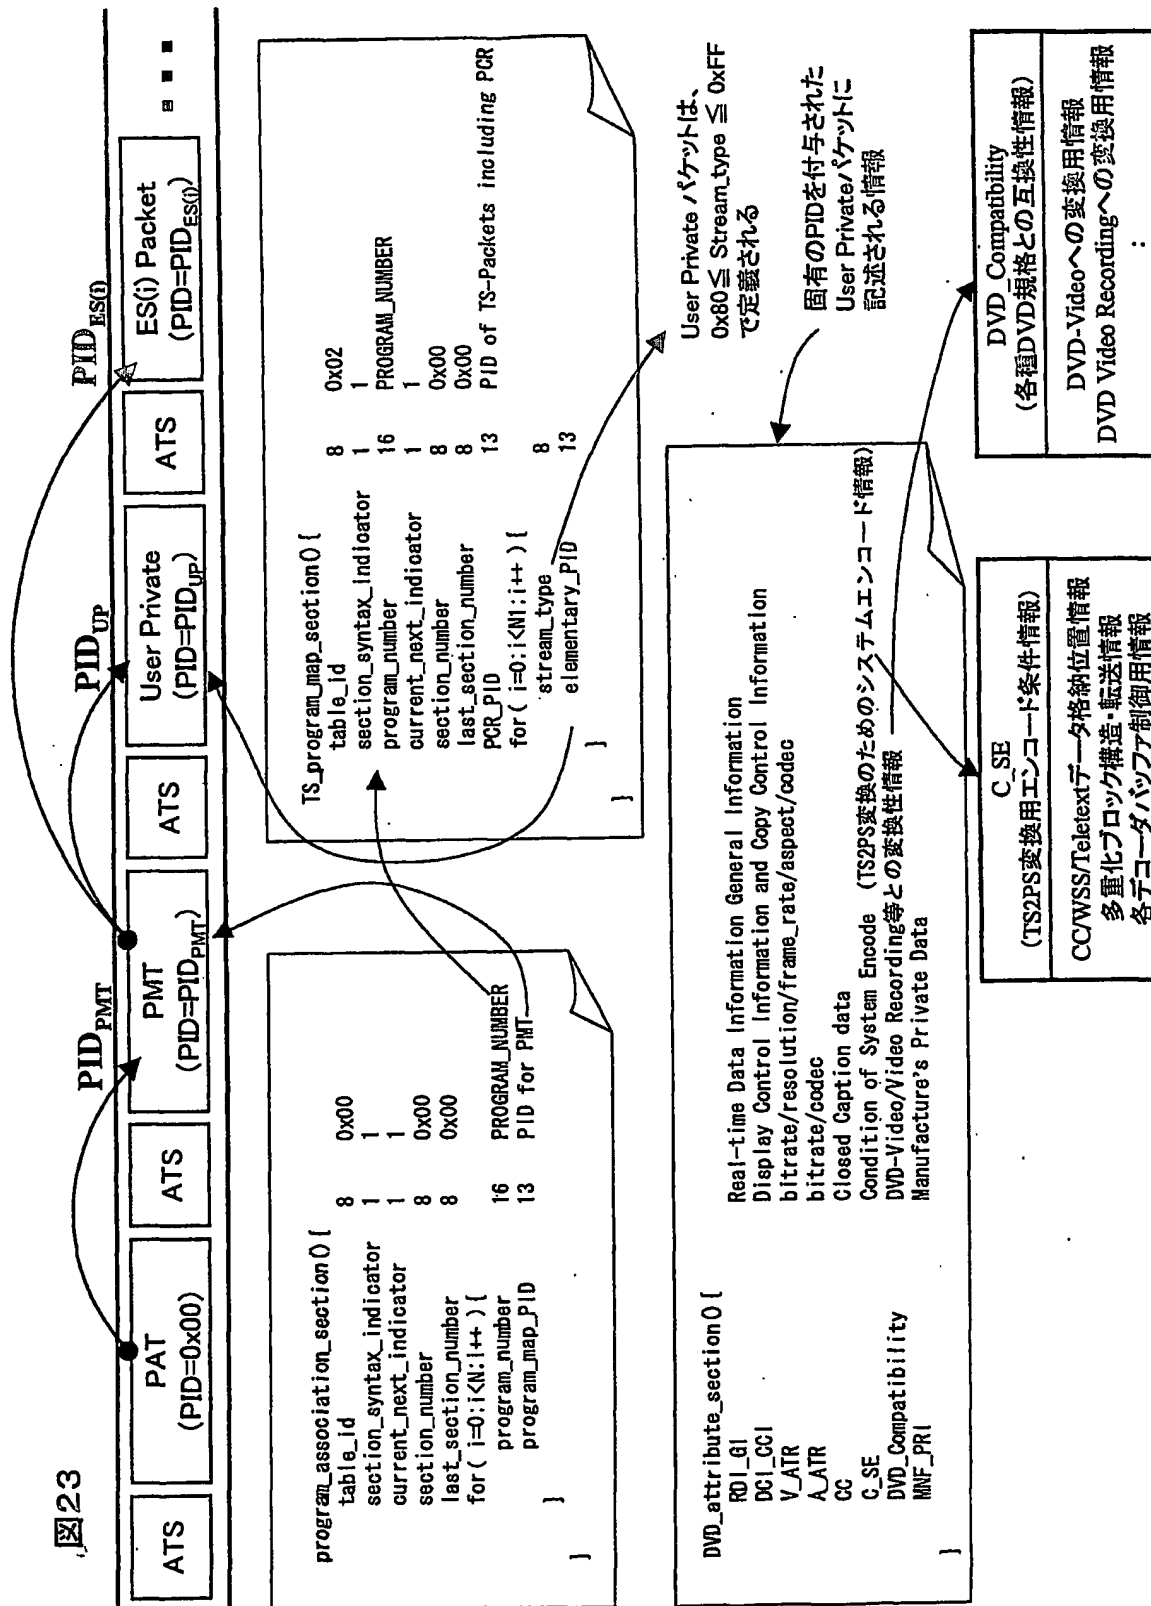 図23
PID_PMT
PID_UP
PID_ES(i)
ATS
PAT
(PID=0x00)
ATS
PMT
(PID=PID_PMT)
ATS
User Private
(PID=PID_UP)
ATS
ES(i) Packet
(PID=PID_ES(i))
program_association_section(){
table_id 8 0x00
section_syntax_indicator 1 1
current_next_indicator 1 1
section_number 8 0x00
last_section_number 8 0x00
for( i=0:i<N:i++ ){
program_number 16 PROGRAM_NUMBER
program_map_PID 13 PID for PMT
}
}
TS_program_map_section(){
table_id 8 0x02
section_syntax_indicator 1 1
program_number 16 PROGRAM_NUMBER
current_next_indicator 1 1
section_number 8 0x00
last_section_number 8 0x00
PCR_PID 13 PID of TS-Packets including PCR
for( i=0:i<N1:i++ ){
stream_type 8
elementary_PID 13
}
}
User Private パケットは、
0x80≦ Stream_type ≦ 0xFF
で定義される
DVD_attribute_section(){
RDI_GI Real-time Data Information General Information
DCI_CCI Display Control Information and Copy Control Information
V_ATR bitrate/resolution/frame_rate/aspect/codec
A_ATR bitrate/codec
CC Closed Caption data
C_SE Condition of System Encode (TS2PS変換のためのシステムエンコード情報)
DVD_Compatibility DVD-Video/Video Recording等との変換性情報
MNF_PRI Manufacture's Private Data
}
固有のPIDを付与された
User Privateパケットに
記述される情報
C_SE
(TS2PS変換用エンコード条件情報)
CC/WSS/Teletextデータ格納位置情報
多重化ブロック構造・転送情報
各デコーダバッファ制御用情報
DVD_Compatibility
(各種DVD規格との互換性情報)
DVD-Videoへの変換用情報
DVD Video Recordingへの変換用情報
: